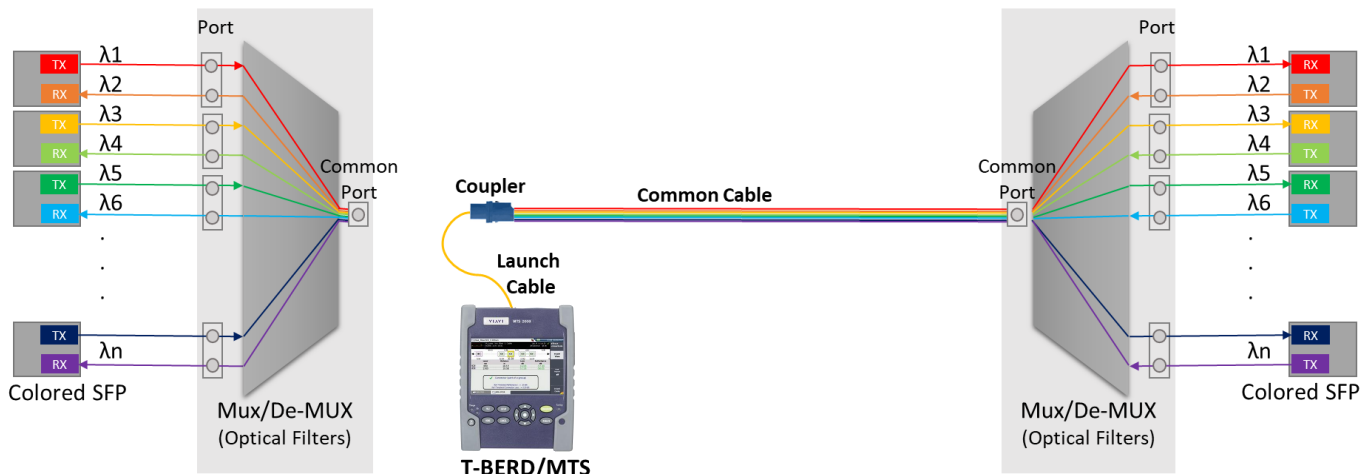 Port
TX
λ1
RX
λ2
TX
λ3
RX
λ4
TX
λ5
RX
λ6
TX
RX
λn
Colored SFP
Common
Port
Mux/De-MUX
(Optical Filters)
Coupler
Common Cable
Launch
Cable
VIAVI
T-BERD/MTS
Port
Common
Port
λ1
RX
λ2
TX
λ3
RX
λ4
TX
λ5
RX
λ6
TX
RX
λn
TX
Colored SFP
Mux/De-MUX
(Optical Filters)